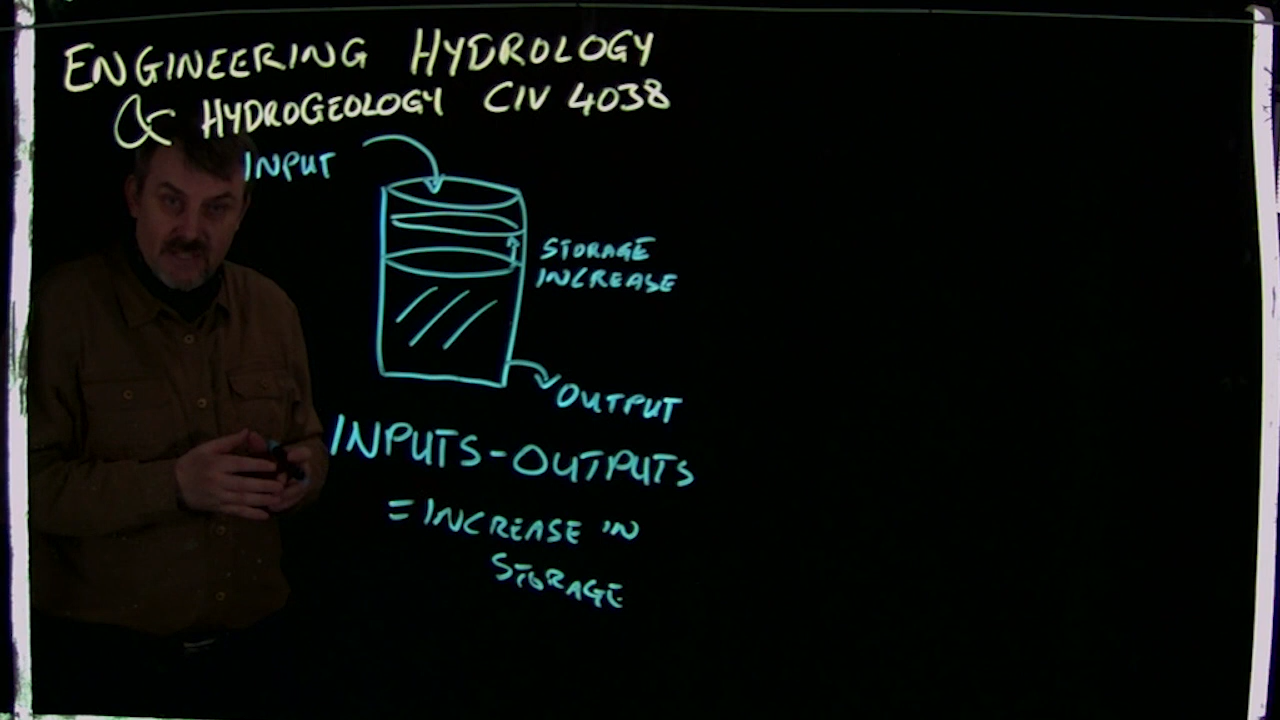 ENGINEERING HYDROLOGY
& HYDROGEOLOGY CIV 4038
INPUT
STORAGE
INCREASE
OUTPUT
INPUTS-OUTPUTS
= INCREASE IN
STORAGE